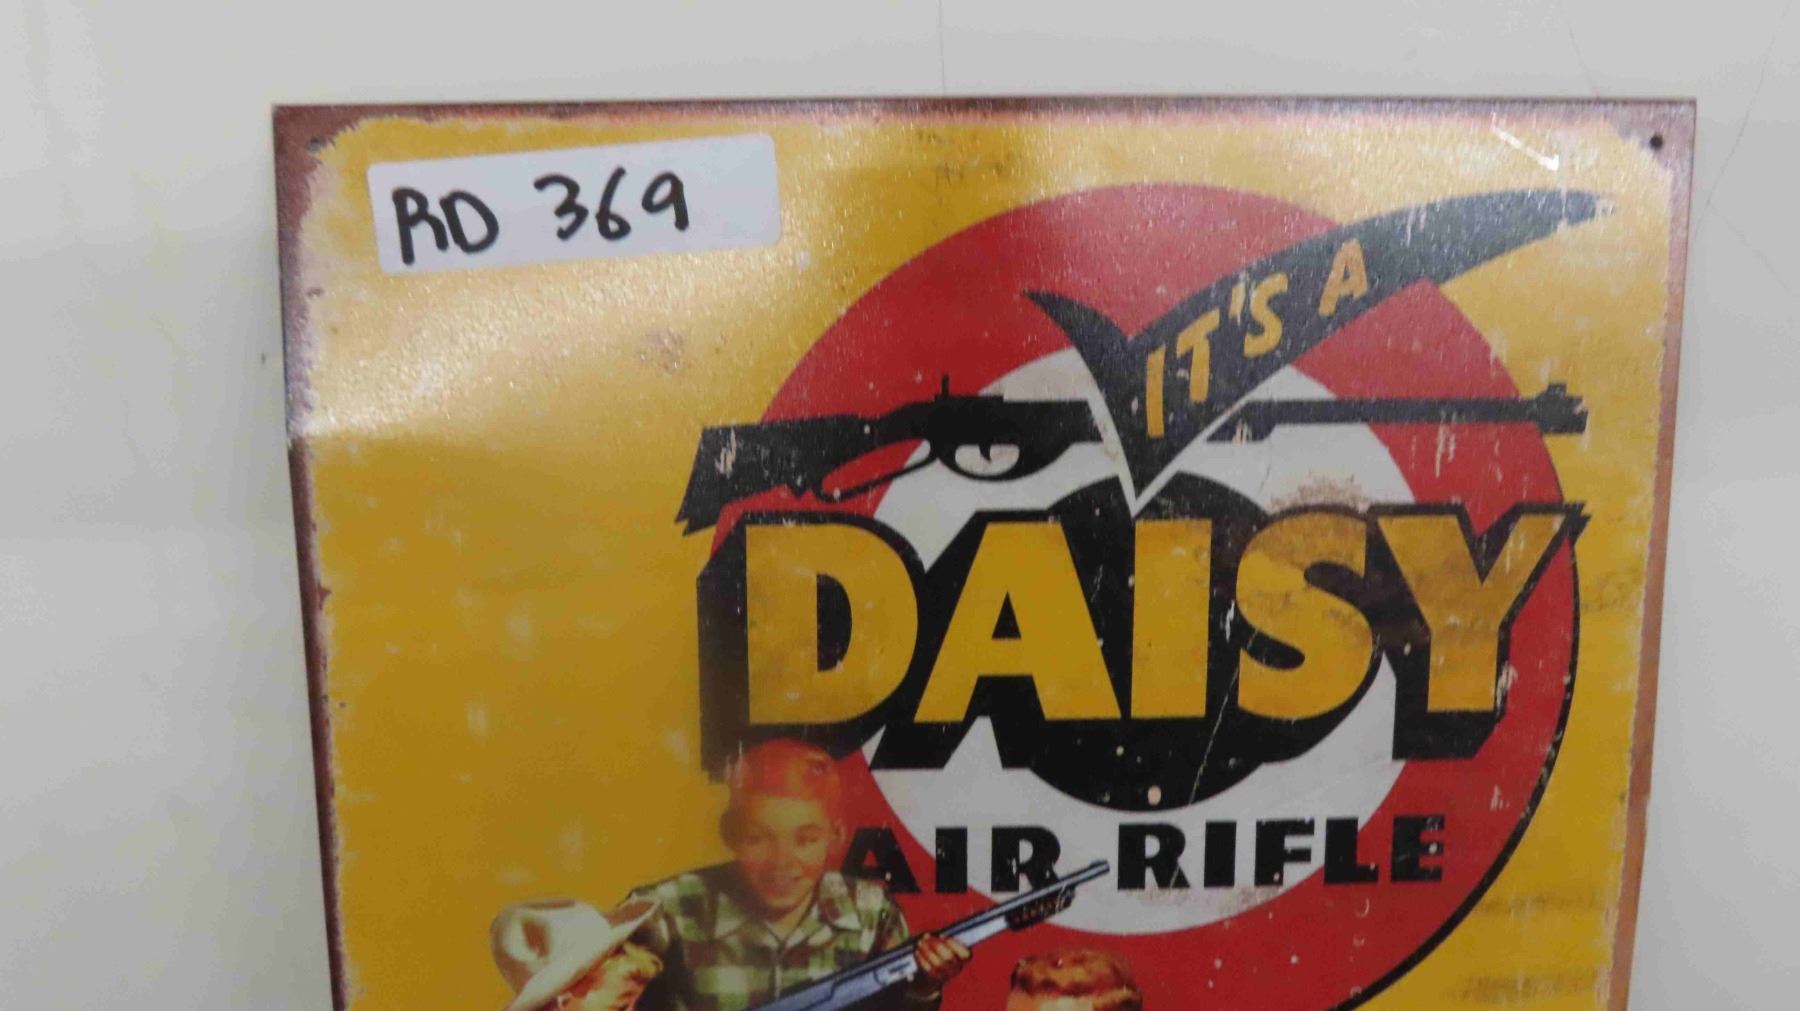 RD 369
IT'S A
DAISY
AIR RIFLE